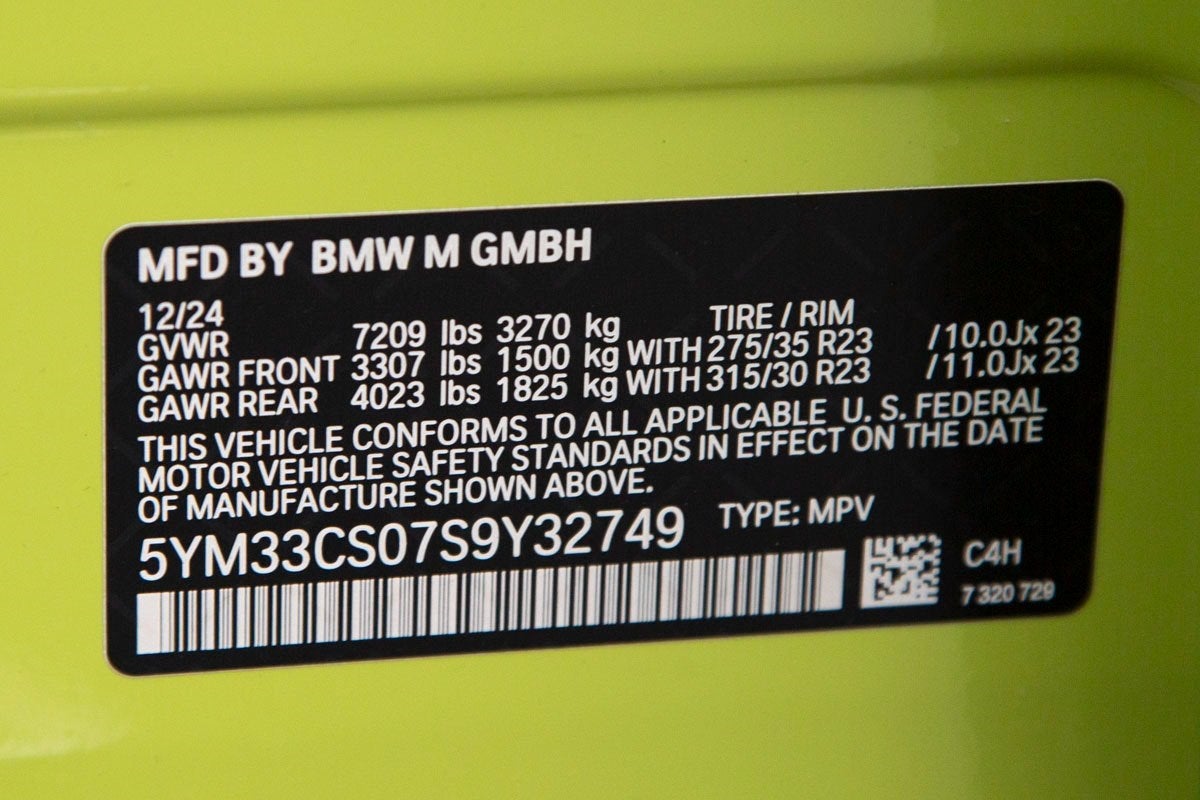 MFD BY BMW M GMBH
12/24 TIRE / RIM
GVWR 7209 lbs 3270 kg
GAWR FRONT 3307 lbs 1500 kg WITH 275/35 R23 /10.0Jx 23
GAWR REAR 4023 lbs 1825 kg WITH 315/30 R23 /11.0Jx 23
THIS VEHICLE CONFORMS TO ALL APPLICABLE U. S. FEDERAL
MOTOR VEHICLE SAFETY STANDARDS IN EFFECT ON THE DATE
OF MANUFACTURE SHOWN ABOVE.
5YM33CS07S9Y32749 TYPE: MPV
C4H
7 320 729